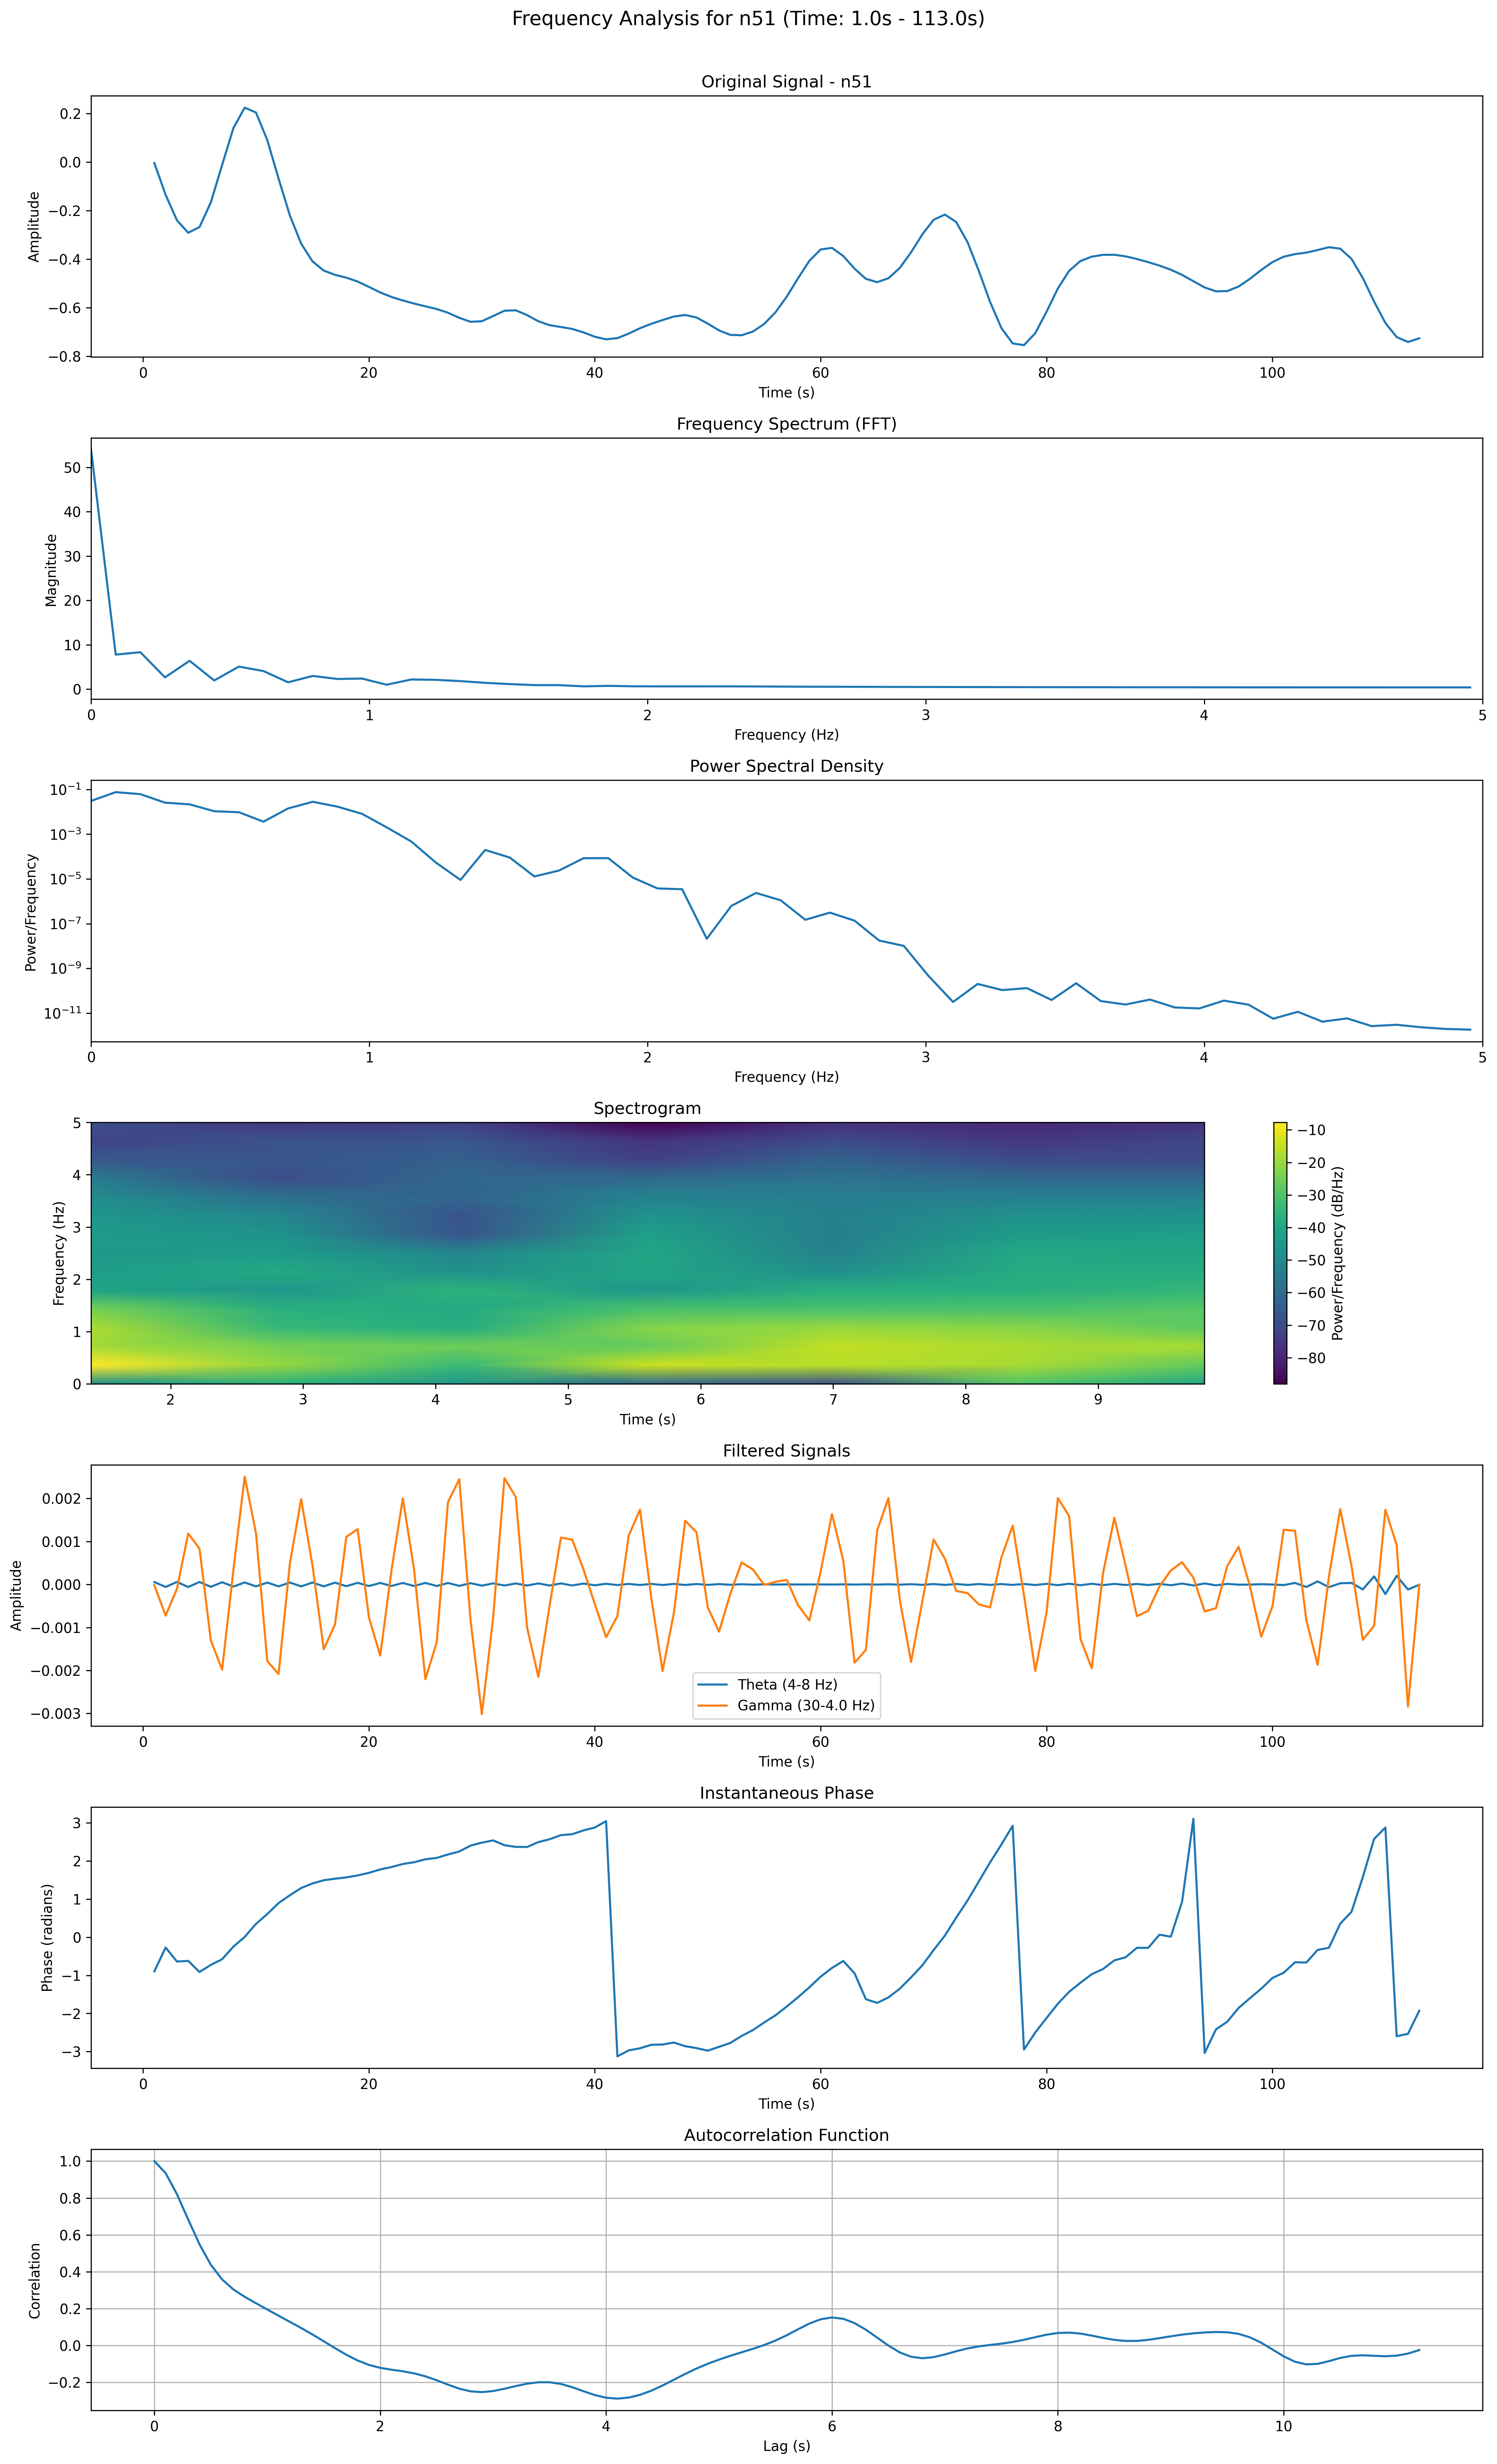 Frequency Analysis for n51 (Time: 1.0s - 113.0s)
Original Signal - n51
0.2
0.0
−0.2
−0.4
−0.6
−0.8
Amplitude
0 20 40 60 80 100
Time (s)
Frequency Spectrum (FFT)
50
40
30
20
10
0
Magnitude
0 1 2 3 4 5
Frequency (Hz)
Power Spectral Density
10⁻¹
10⁻³
10⁻⁵
10⁻⁷
10⁻⁹
10⁻¹¹
Power/Frequency
0 1 2 3 4 5
Frequency (Hz)
Spectrogram
5
4
3
2
1
0
Frequency (Hz)
2 3 4 5 6 7 8 9
Time (s)
−10
−20
−30
−40
−50
−60
−70
−80
Power/Frequency (dB/Hz)
Filtered Signals
0.002
0.001
0.000
−0.001
−0.002
−0.003
Amplitude
Theta (4-8 Hz)
Gamma (30-4.0 Hz)
0 20 40 60 80 100
Time (s)
Instantaneous Phase
3
2
1
0
−1
−2
−3
Phase (radians)
0 20 40 60 80 100
Time (s)
Autocorrelation Function
1.0
0.8
0.6
0.4
0.2
0.0
−0.2
Correlation
0 2 4 6 8 10
Lag (s)